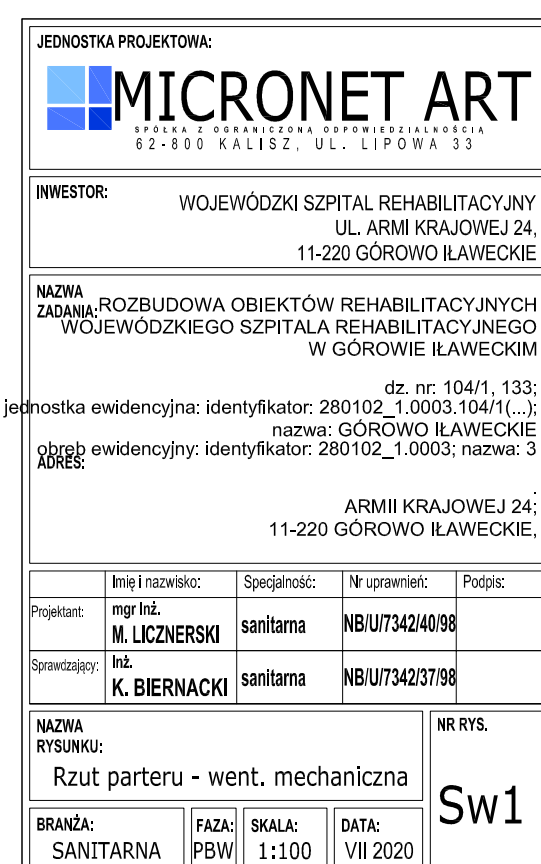 JEDNOSTKA PROJEKTOWA:
MICRONET ART
SPÓŁKA Z OGRANICZONĄ ODPOWIEDZIALNOŚCIĄ
62-800 KALISZ, UL. LIPOWA 33
INWESTOR:
WOJEWÓDZKI SZPITAL REHABILITACYJNY
UL. ARMI KRAJOWEJ 24,
11-220 GÓROWO IŁAWECKIE
NAZWA
ZADANIA:
ROZBUDOWA OBIEKTÓW REHABILITACYJNYCH
WOJEWÓDZKIEGO SZPITALA REHABILITACYJNEGO
W GÓROWIE IŁAWECKIM
dz. nr: 104/1, 133;
jednostka ewidencyjna: identyfikator: 280102_1.0003.104/1(...);
nazwa: GÓROWO IŁAWECKIE
obręb ewidencyjny: identyfikator: 280102_1.0003; nazwa: 3
ADRES:
.
ARMII KRAJOWEJ 24;
11-220 GÓROWO IŁAWECKIE,
Imię i nazwisko: Specjalność: Nr uprawnień: Podpis:
Projektant: mgr Inż. M. LICZNERSKI sanitarna NB/U/7342/40/98
Sprawdzający: Inż. K. BIERNACKI sanitarna NB/U/7342/37/98
NAZWA
RYSUNKU:
Rzut parteru - went. mechaniczna
NR RYS.
Sw1
BRANŻA: FAZA: SKALA: DATA:
SANITARNA PBW 1:100 VII 2020